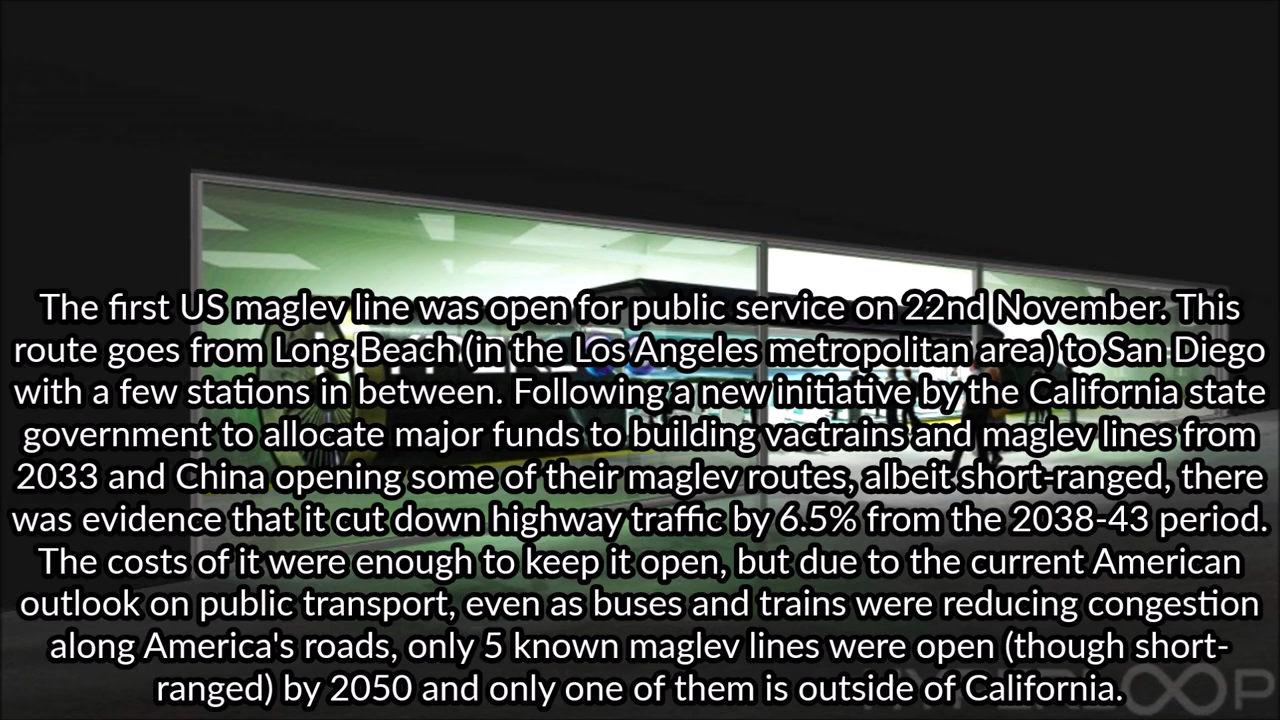 The first US maglev line was open for public service on 22nd November. This
route goes from Long Beach (in the Los Angeles metropolitan area) to San Diego
with a few stations in between. Following a new initiative by the California state
government to allocate major funds to building vactrains and maglev lines from
2033 and China opening some of their maglev routes, albeit short-ranged, there
was evidence that it cut down highway traffic by 6.5% from the 2038-43 period.
The costs of it were enough to keep it open, but due to the current American
outlook on public transport, even as buses and trains were reducing congestion
along America's roads, only 5 known maglev lines were open (though short-
ranged) by 2050 and only one of them is outside of California.